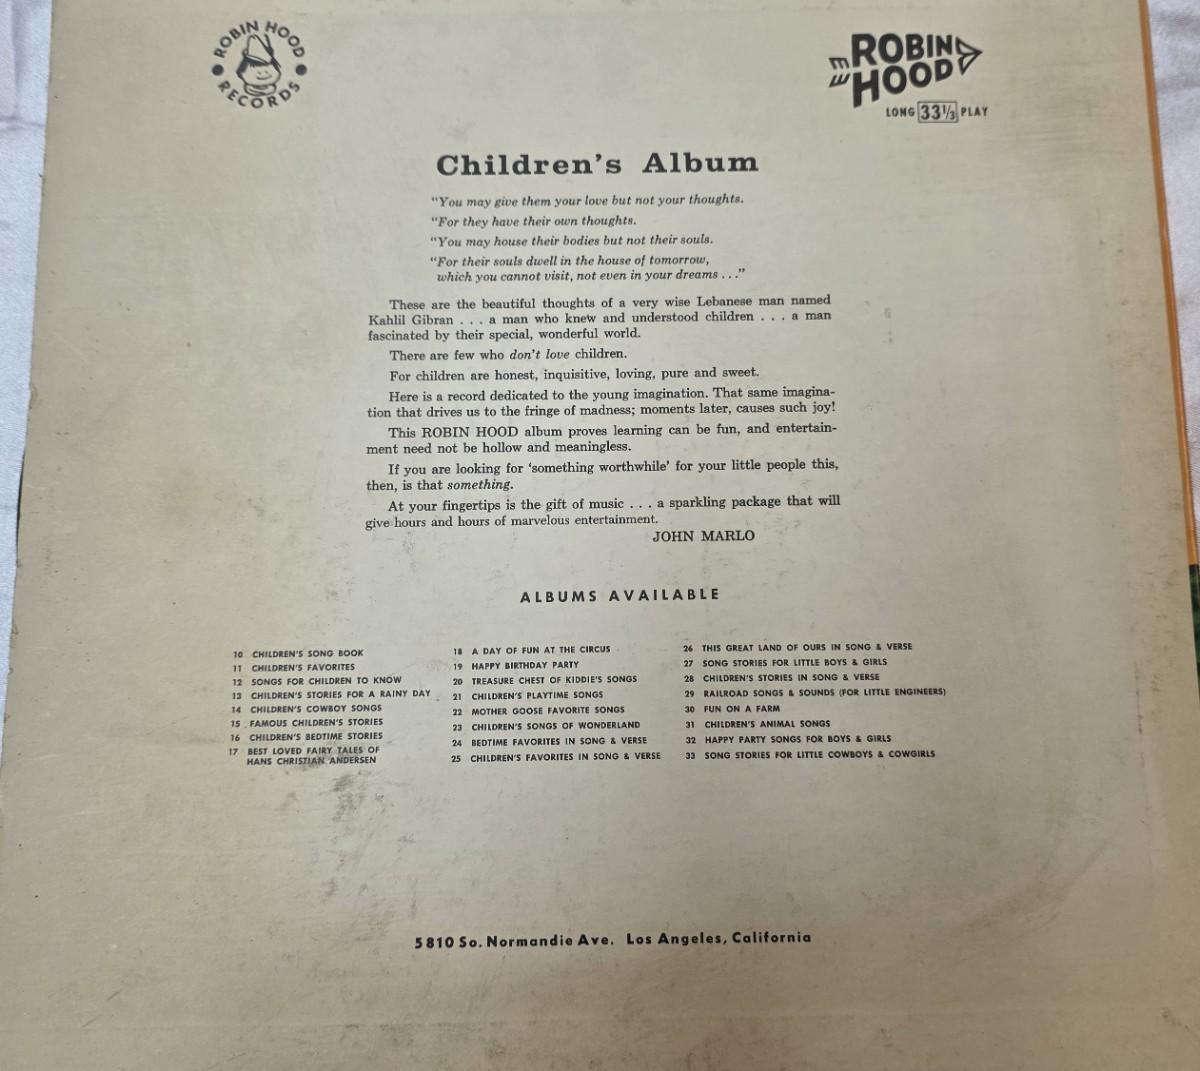 ROBIN HOOD RECORDS
ROBIN HOOD
LONG 33⅓ PLAY
Children's Album
"You may give them your love but not your thoughts.
"For they have their own thoughts.
"You may house their bodies but not their souls.
"For their souls dwell in the house of tomorrow,
which you cannot visit, not even in your dreams . . ."
These are the beautiful thoughts of a very wise Lebanese man named
Kahlil Gibran . . . a man who knew and understood children . . . a man
fascinated by their special, wonderful world.
There are few who don't love children.
For children are honest, inquisitive, loving, pure and sweet.
Here is a record dedicated to the young imagination. That same imagina-
tion that drives us to the fringe of madness; moments later, causes such joy!
This ROBIN HOOD album proves learning can be fun, and entertain-
ment need not be hollow and meaningless.
If you are looking for 'something worthwhile' for your little people this,
then, is that something.
At your fingertips is the gift of music . . . a sparkling package that will
give hours and hours of marvelous entertainment.
JOHN MARLO
ALBUMS AVAILABLE
10 CHILDREN'S SONG BOOK
11 CHILDREN'S FAVORITES
12 SONGS FOR CHILDREN TO KNOW
13 CHILDREN'S STORIES FOR A RAINY DAY
14 CHILDREN'S COWBOY SONGS
15 FAMOUS CHILDREN'S STORIES
16 CHILDREN'S BEDTIME STORIES
17 BEST LOVED FAIRY TALES OF
HANS CHRISTIAN ANDERSEN
18 A DAY OF FUN AT THE CIRCUS
19 HAPPY BIRTHDAY PARTY
20 TREASURE CHEST OF KIDDIE'S SONGS
21 CHILDREN'S PLAYTIME SONGS
22 MOTHER GOOSE FAVORITE SONGS
23 CHILDREN'S SONGS OF WONDERLAND
24 BEDTIME FAVORITES IN SONG & VERSE
25 CHILDREN'S FAVORITES IN SONG & VERSE
26 THIS GREAT LAND OF OURS IN SONG & VERSE
27 SONG STORIES FOR LITTLE BOYS & GIRLS
28 CHILDREN'S STORIES IN SONG & VERSE
29 RAILROAD SONGS & SOUNDS (FOR LITTLE ENGINEERS)
30 FUN ON A FARM
31 CHILDREN'S ANIMAL SONGS
32 HAPPY PARTY SONGS FOR BOYS & GIRLS
33 SONG STORIES FOR LITTLE COWBOYS & COWGIRLS
5810 So. Normandie Ave. Los Angeles, California